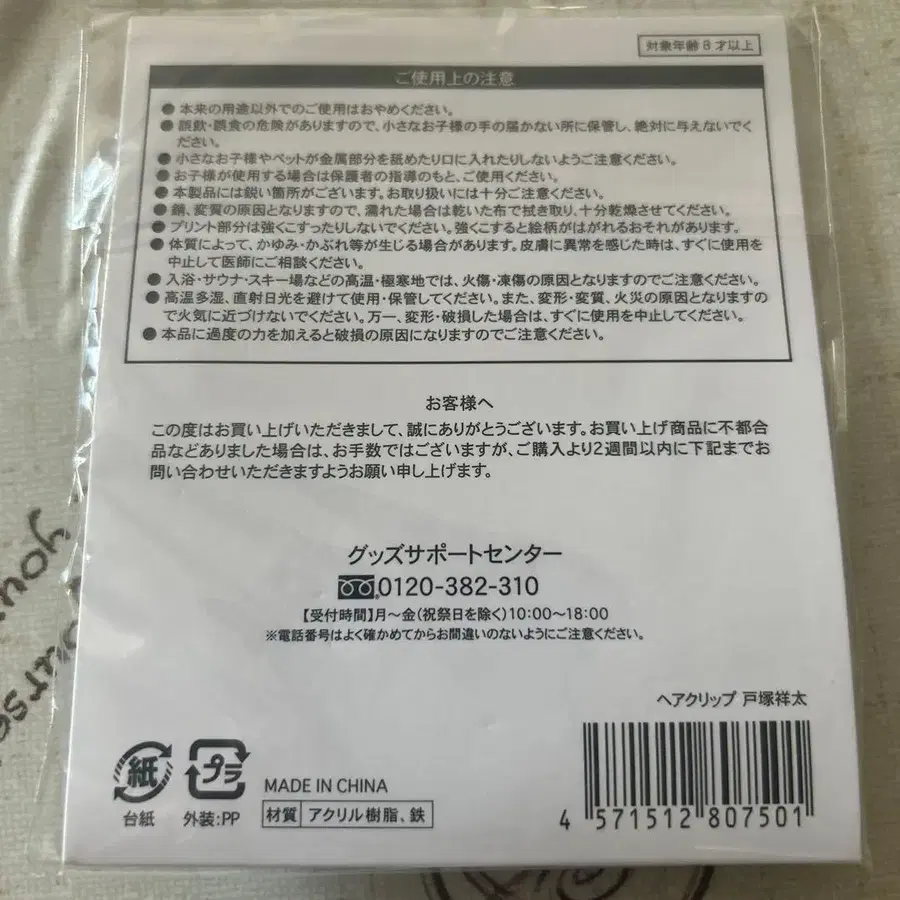 対象年齢8才以上
ご使用上の注意
●本来の用途以外でのご使用はおやめください。
●誤飲・誤食の危険がありますので、小さなお子様の手の届かない所に保管し、絶対に与えないでく
ださい。
●小さなお子様やペットが金属部分を舐めたり口に入れたりしないようご注意ください。
●お子様が使用する場合は保護者の指導のもと、ご使用ください。
●本製品には鋭い箇所がございます。お取り扱いには十分ご注意ください。
●錆、変質の原因となりますので、濡れた場合は乾いた布で拭き取り、十分乾燥させてください。
●プリント部分は強くこすったりしないでください。強くこすると絵柄がはがれるおそれがあります。
●体質によって、かゆみ・かぶれ等が生じる場合があります。皮膚に異常を感じた時は、すぐに使用を
中止して医師にご相談ください。
●入浴・サウナ・スキー場などの高温・極寒地では、火傷・凍傷の原因となりますのでご注意ください。
●高温多湿、直射日光を避けて使用・保管してください。また、変形・変質、火災の原因となりますの
で火気に近づけないでください。万一、変形・破損した場合は、すぐに使用を中止してください。
●本品に過度の力を加えると破損の原因になりますのでご注意ください。
お客様へ
この度はお買い上げいただきまして、誠にありがとうございます。お買い上げ商品に不都合
品などありました場合は、お手数ではございますが、ご購入より2週間以内に下記までお
問い合わせいただきますようお願い申し上げます。
グッズサポートセンター
0120-382-310
【受付時間】月〜金(祝祭日を除く)10:00〜18:00
※電話番号はよく確かめてからお間違いのないようにご注意ください。
ヘアクリップ 戸塚祥太
紙
台紙
プラ
外装:PP
MADE IN CHINA
材質 アクリル樹脂、鉄
4 571512 807501
you